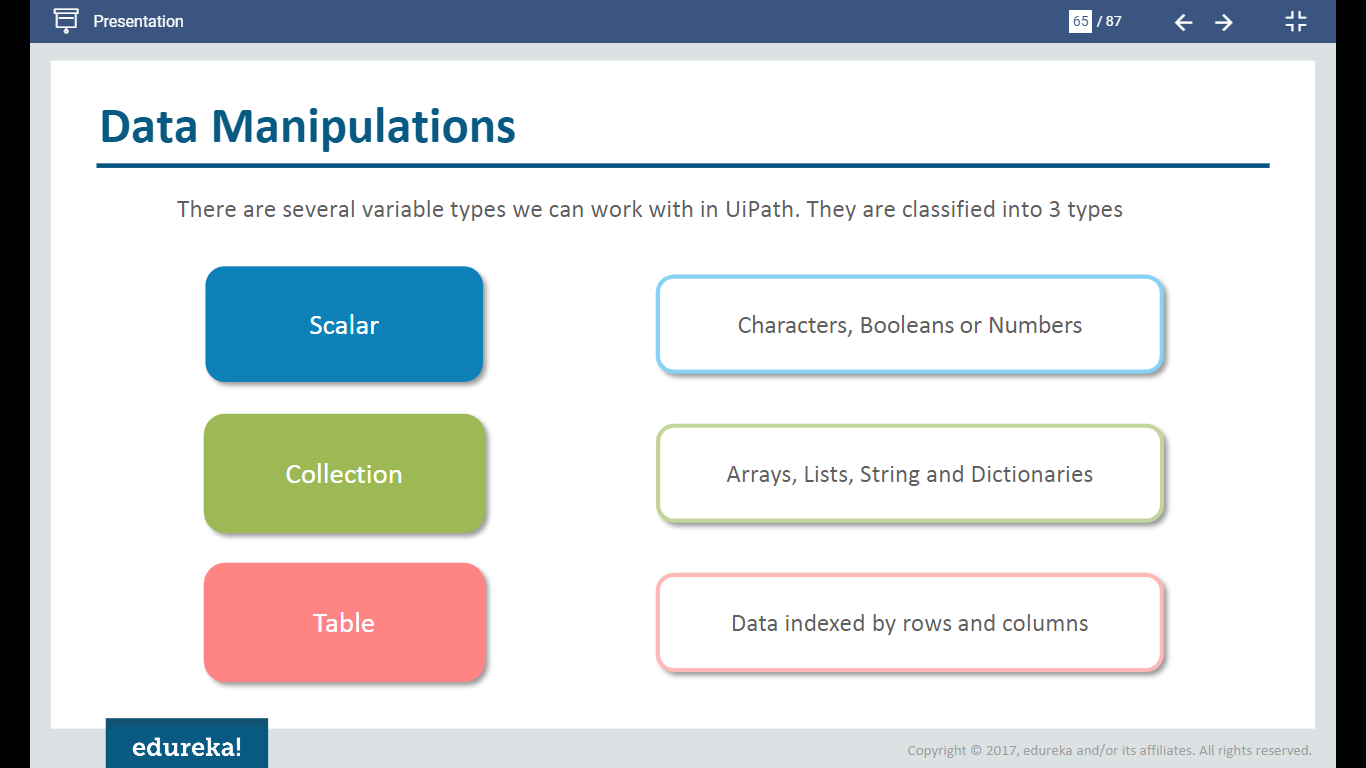 Presentation
65 / 87
Data Manipulations
There are several variable types we can work with in UiPath. They are classified into 3 types
Scalar
Characters, Booleans or Numbers
Collection
Arrays, Lists, String and Dictionaries
Table
Data indexed by rows and columns
edureka!
Copyright © 2017, edureka and/or its affiliates. All rights reserved.